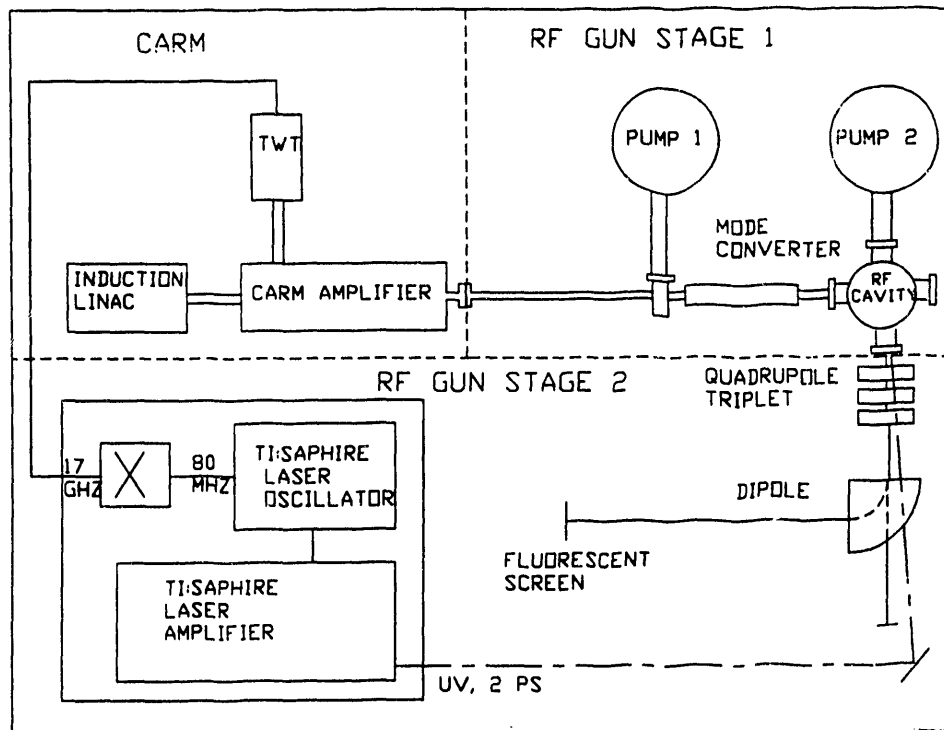 CARM
RF GUN STAGE 1
TWT
PUMP 1
PUMP 2
MODE
CONVERTER
INDUCTION
LINAC
CARM AMPLIFIER
RF
CAVITY
RF GUN STAGE 2
QUADRUPOLE
TRIPLET
17
GHZ
80
MHZ
TI:SAPHIRE
LASER
OSCILLATOR
DIPOLE
FLUORESCENT
SCREEN
TI:SAPHIRE
LASER
AMPLIFIER
UV, 2 PS